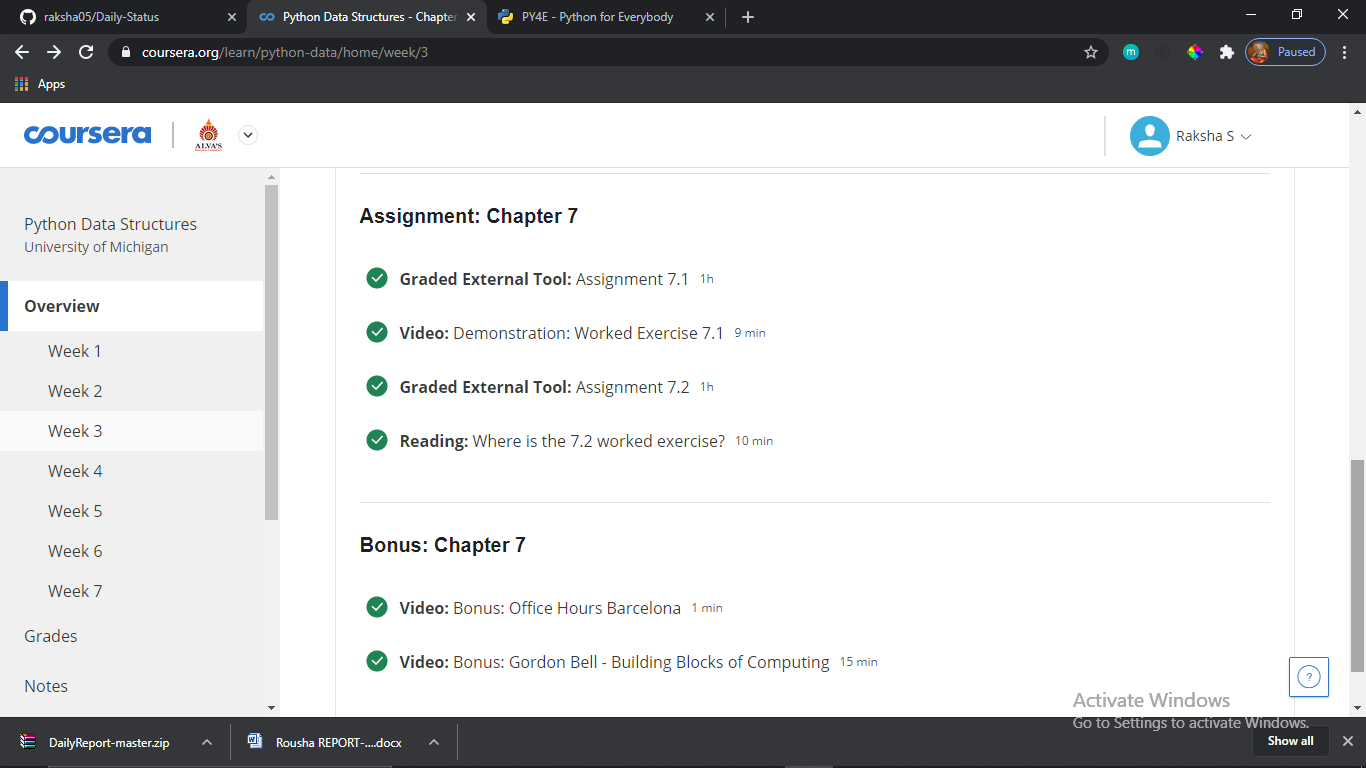 raksha05/Daily-Status
Python Data Structures - Chapter
PY4E - Python for Everybody
coursera.org/learn/python-data/home/week/3
m
Paused
Apps
coursera
ALVA'S
Raksha S
Python Data Structures
University of Michigan
Overview
Week 1
Week 2
Week 3
Week 4
Week 5
Week 6
Week 7
Grades
Notes
Assignment: Chapter 7
Graded External Tool: Assignment 7.1 1h
Video: Demonstration: Worked Exercise 7.1 9 min
Graded External Tool: Assignment 7.2 1h
Reading: Where is the 7.2 worked exercise? 10 min
Bonus: Chapter 7
Video: Bonus: Office Hours Barcelona 1 min
Video: Bonus: Gordon Bell - Building Blocks of Computing 15 min
?
Activate Windows
Go to Settings to activate Windows.
DailyReport-master.zip
Rousha REPORT-....docx
Show all